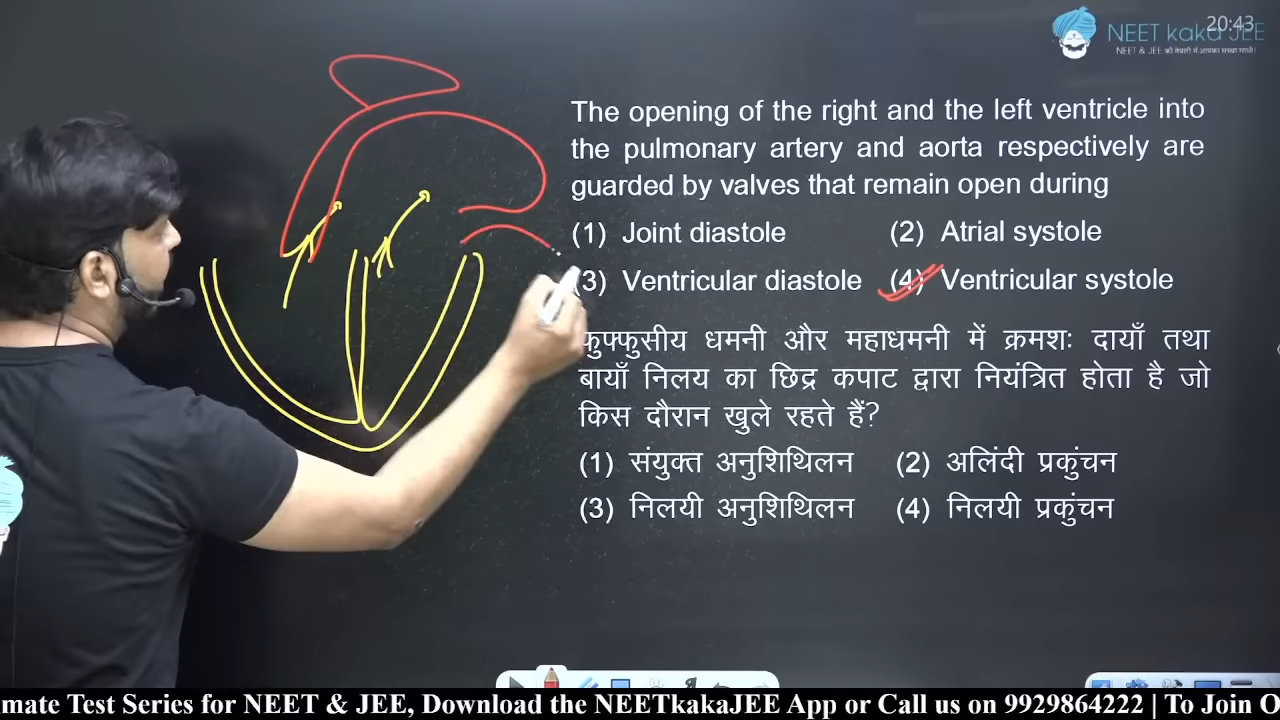 20:43
NEET kaka JEE
NEET & JEE की तैयारी में आपका सच्चा साथी!
The opening of the right and the left ventricle into
the pulmonary artery and aorta respectively are
guarded by valves that remain open during
(1) Joint diastole (2) Atrial systole
(3) Ventricular diastole (4) Ventricular systole
फुफ्फुसीय धमनी और महाधमनी में क्रमशः दायाँ तथा
बायाँ निलय का छिद्र कपाट द्वारा नियंत्रित होता है जो
किस दौरान खुले रहते हैं?
(1) संयुक्त अनुशिथिलन (2) अलिंदी प्रकुंचन
(3) निलयी अनुशिथिलन (4) निलयी प्रकुंचन
mate Test Series for NEET & JEE, Download the NEETkakaJEE App or Call us on 9929864222 | To Join O